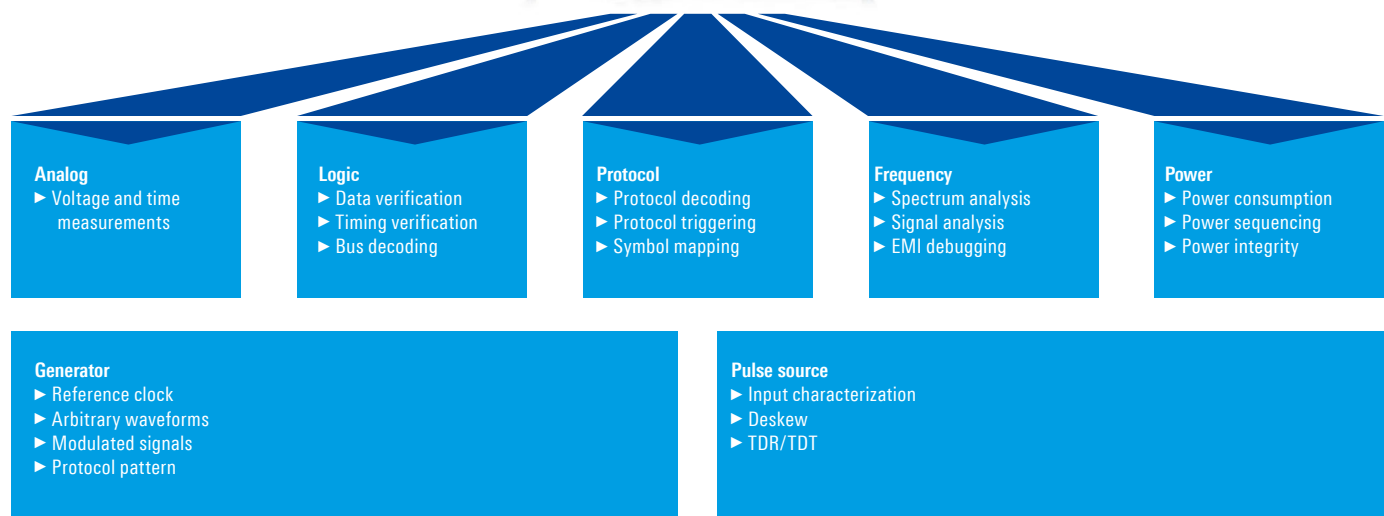 Analog
► Voltage and time
measurements
Logic
► Data verification
► Timing verification
► Bus decoding
Protocol
► Protocol decoding
► Protocol triggering
► Symbol mapping
Frequency
► Spectrum analysis
► Signal analysis
► EMI debugging
Power
► Power consumption
► Power sequencing
► Power integrity
Generator
► Reference clock
► Arbitrary waveforms
► Modulated signals
► Protocol pattern
Pulse source
► Input characterization
► Deskew
► TDR/TDT